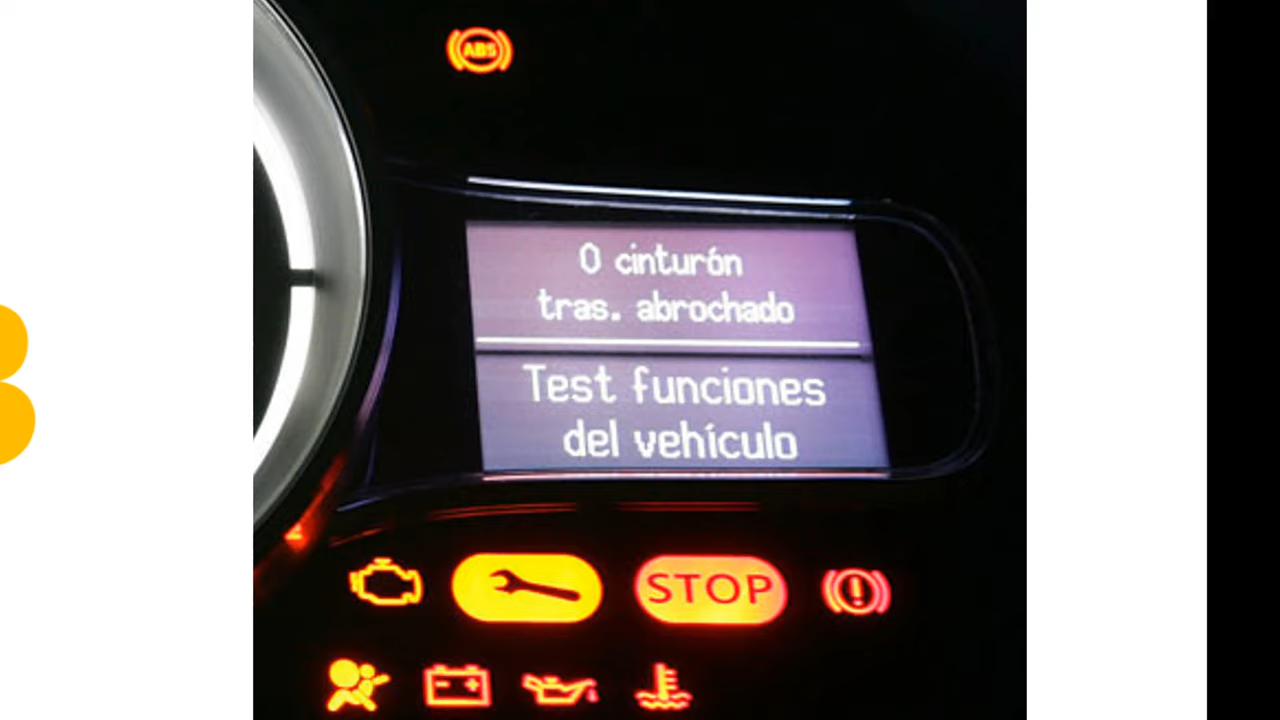 ABS
0 cinturón
tras. abrochado
Test funciones
del vehículo
STOP